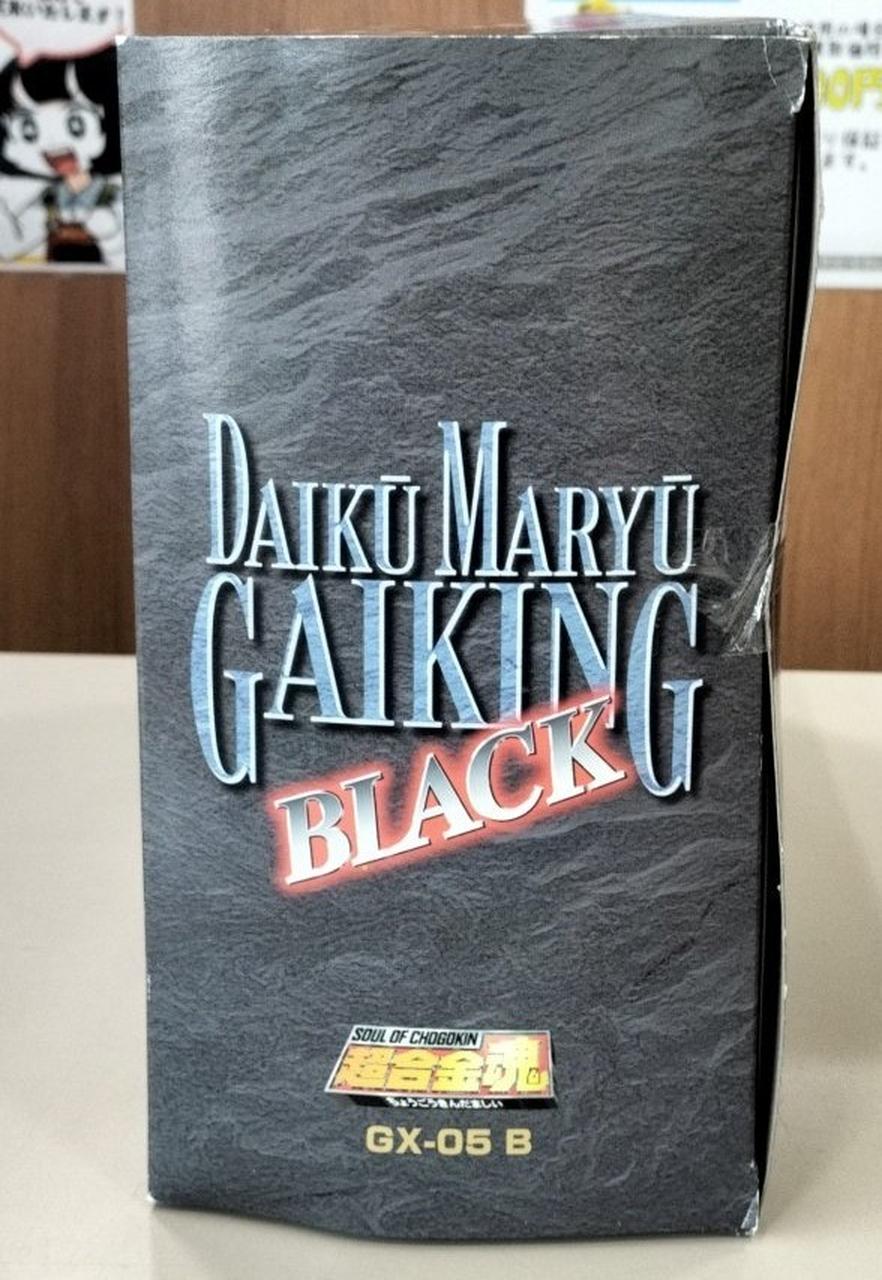 DAIKŪ MARYŪ
GAIKING
BLACK
SOUL OF CHOGOKIN
超合金魂
ちょうごうきんだましい
GX-05 B